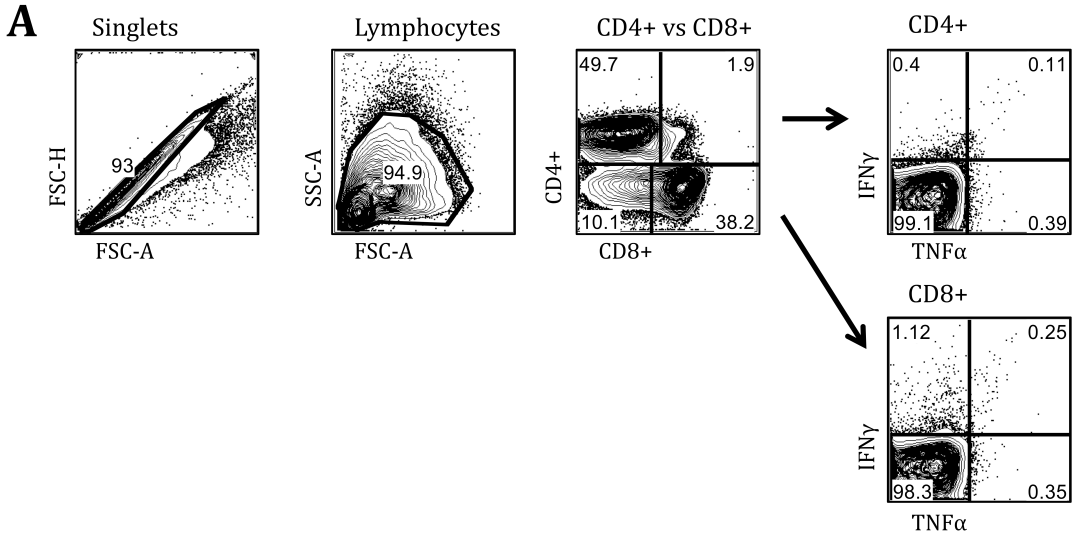 A
Singlets
FSC-H
93
FSC-A
Lymphocytes
SSC-A
94.9
FSC-A
CD4+ vs CD8+
49.7
1.9
CD4+
10.1
38.2
CD8+
CD4+
0.4
0.11
IFNγ
99.1
0.39
TNFα
CD8+
1.12
0.25
IFNγ
98.3
0.35
TNFα